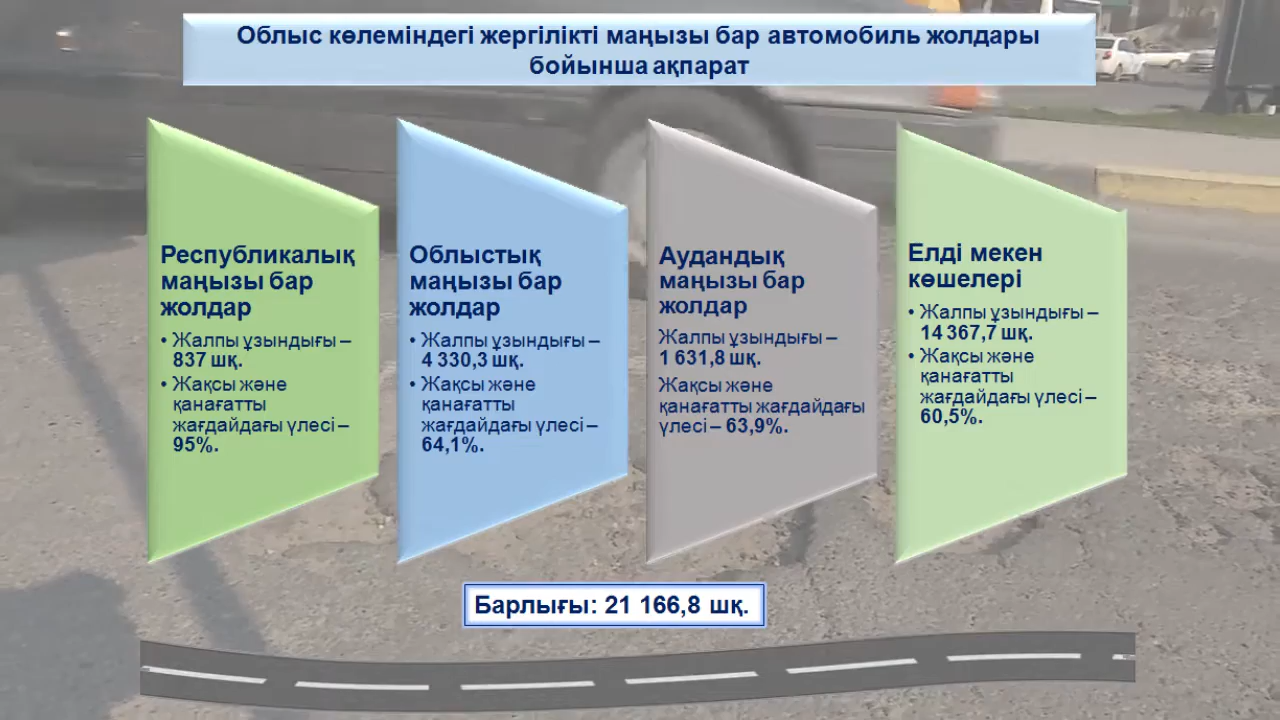 Облыс көлеміндегі жергілікті маңызы бар автомобиль жолдары
бойынша ақпарат
Республикалық
маңызы бар
жолдар
• Жалпы ұзындығы –
837 шқ.
• Жақсы және
қанағатты
жағдайдағы үлесі –
95%.
Облыстық
маңызы бар
жолдар
• Жалпы ұзындығы –
4 330,3 шқ.
• Жақсы және
қанағатты
жағдайдағы үлесі –
64,1%.
Аудандық
маңызы бар
жолдар
Жалпы ұзындығы –
1 631,8 шқ.
Жақсы және
қанағатты жағдайдағы
үлесі – 63,9%.
Елді мекен
көшелері
• Жалпы ұзындығы –
14 367,7 шқ.
• Жақсы және
қанағатты
жағдайдағы үлесі –
60,5%.
Барлығы: 21 166,8 шқ.